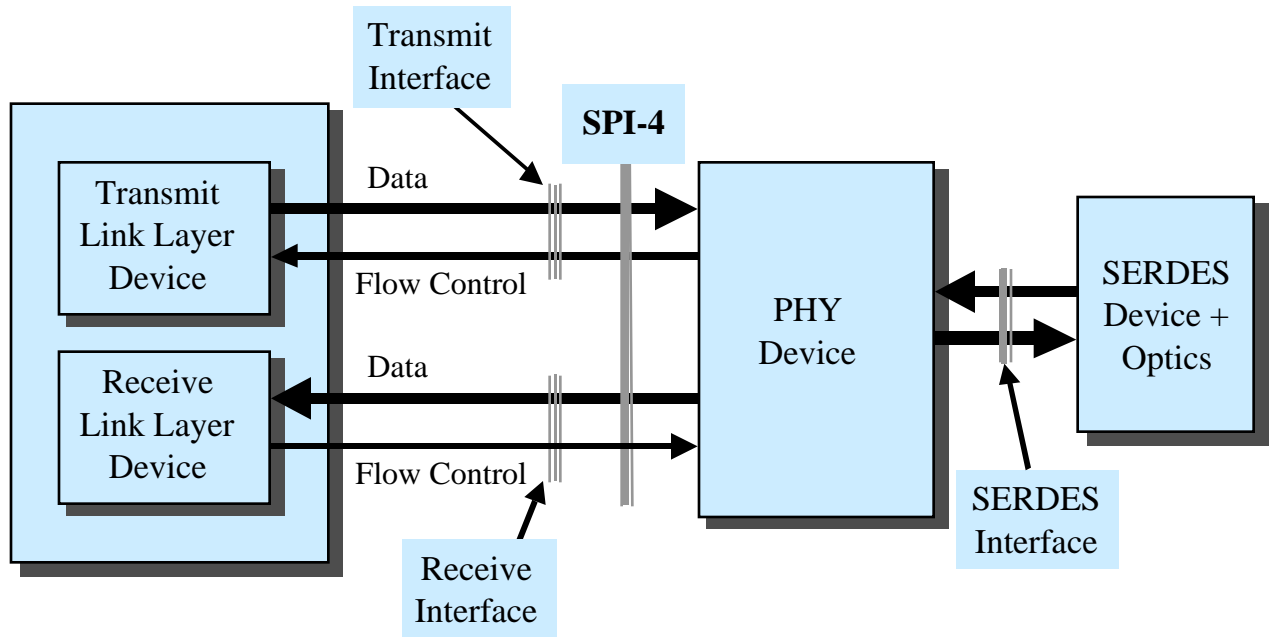 Transmit
Interface
SPI-4
Transmit
Link Layer
Device
Data
Flow Control
Receive
Link Layer
Device
Data
Flow Control
Receive
Interface
PHY
Device
SERDES
Device +
Optics
SERDES
Interface